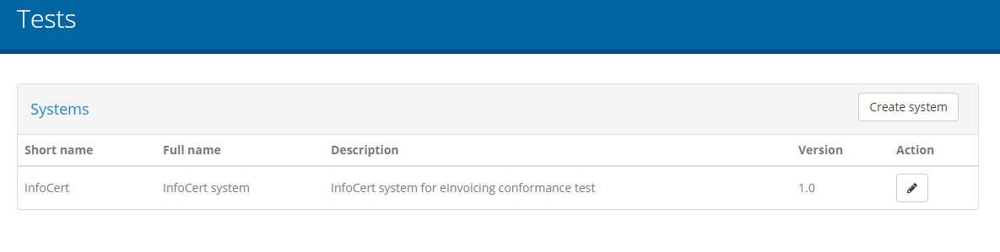 Tests
Systems
Create system
Short name Full name Description Version Action
InfoCert InfoCert system InfoCert system for eInvoicing conformance test 1.0